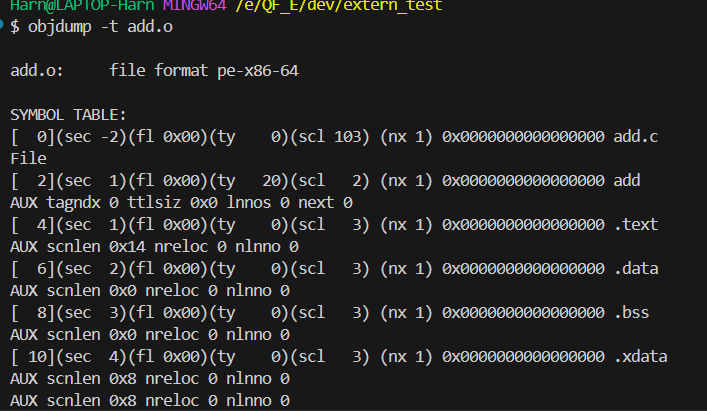 Harn@LAPTOP-Harn MINGW64 /e/QF_E/dev/extern_test
$ objdump -t add.o
add.o:     file format pe-x86-64
SYMBOL TABLE:
[  0](sec -2)(fl 0x00)(ty    0)(scl 103) (nx 1) 0x0000000000000000 add.c
File
[  2](sec  1)(fl 0x00)(ty   20)(scl   2) (nx 1) 0x0000000000000000 add
AUX tagndx 0 ttlsiz 0x0 lnnos 0 next 0
[  4](sec  1)(fl 0x00)(ty    0)(scl   3) (nx 1) 0x0000000000000000 .text
AUX scnlen 0x14 nreloc 0 nlnno 0
[  6](sec  2)(fl 0x00)(ty    0)(scl   3) (nx 1) 0x0000000000000000 .data
AUX scnlen 0x0 nreloc 0 nlnno 0
[  8](sec  3)(fl 0x00)(ty    0)(scl   3) (nx 1) 0x0000000000000000 .bss
AUX scnlen 0x0 nreloc 0 nlnno 0
[ 10](sec  4)(fl 0x00)(ty    0)(scl   3) (nx 1) 0x0000000000000000 .xdata
AUX scnlen 0x8 nreloc 0 nlnno 0
AUX scnlen 0x8 nreloc 0 nlnno 0